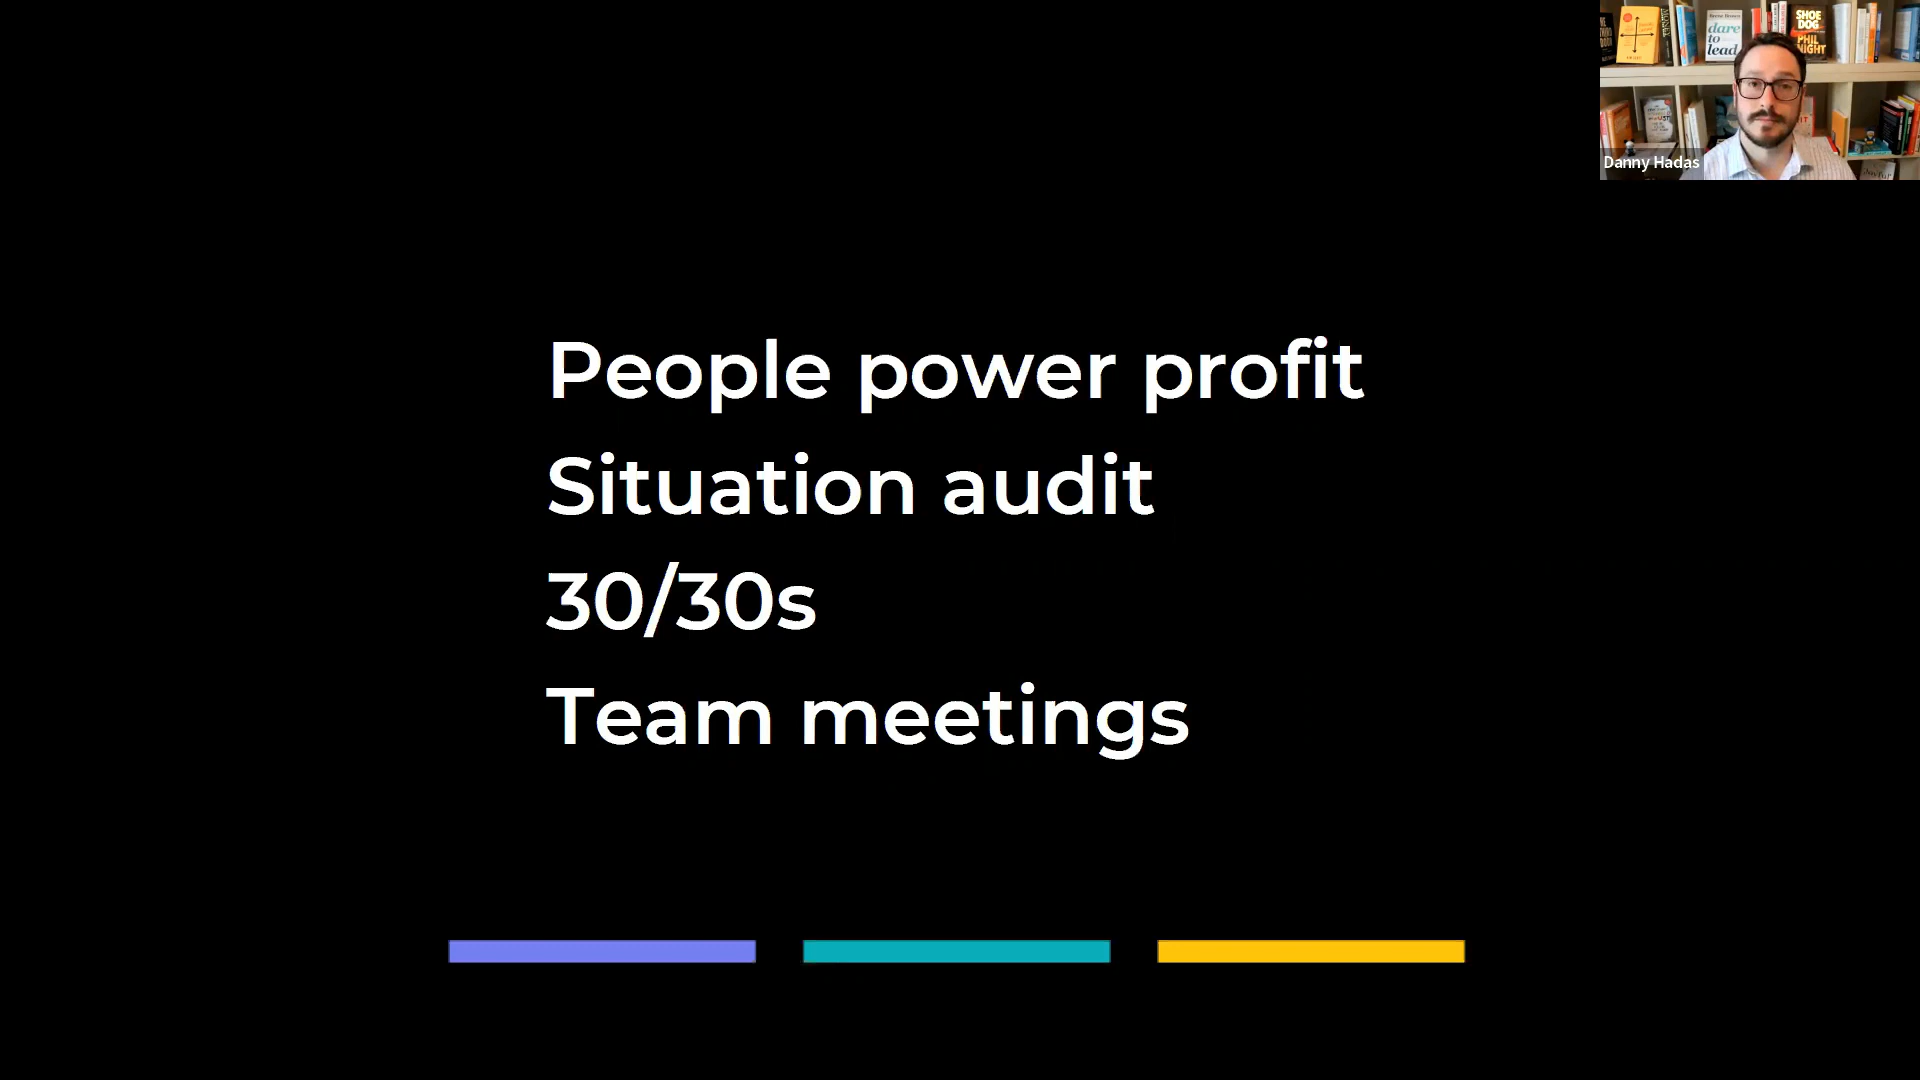 People power profit
Situation audit
30/30s
Team meetings
Danny Hadas
dare
to
lead
SHOE
DOG
PHIL
KNIGHT